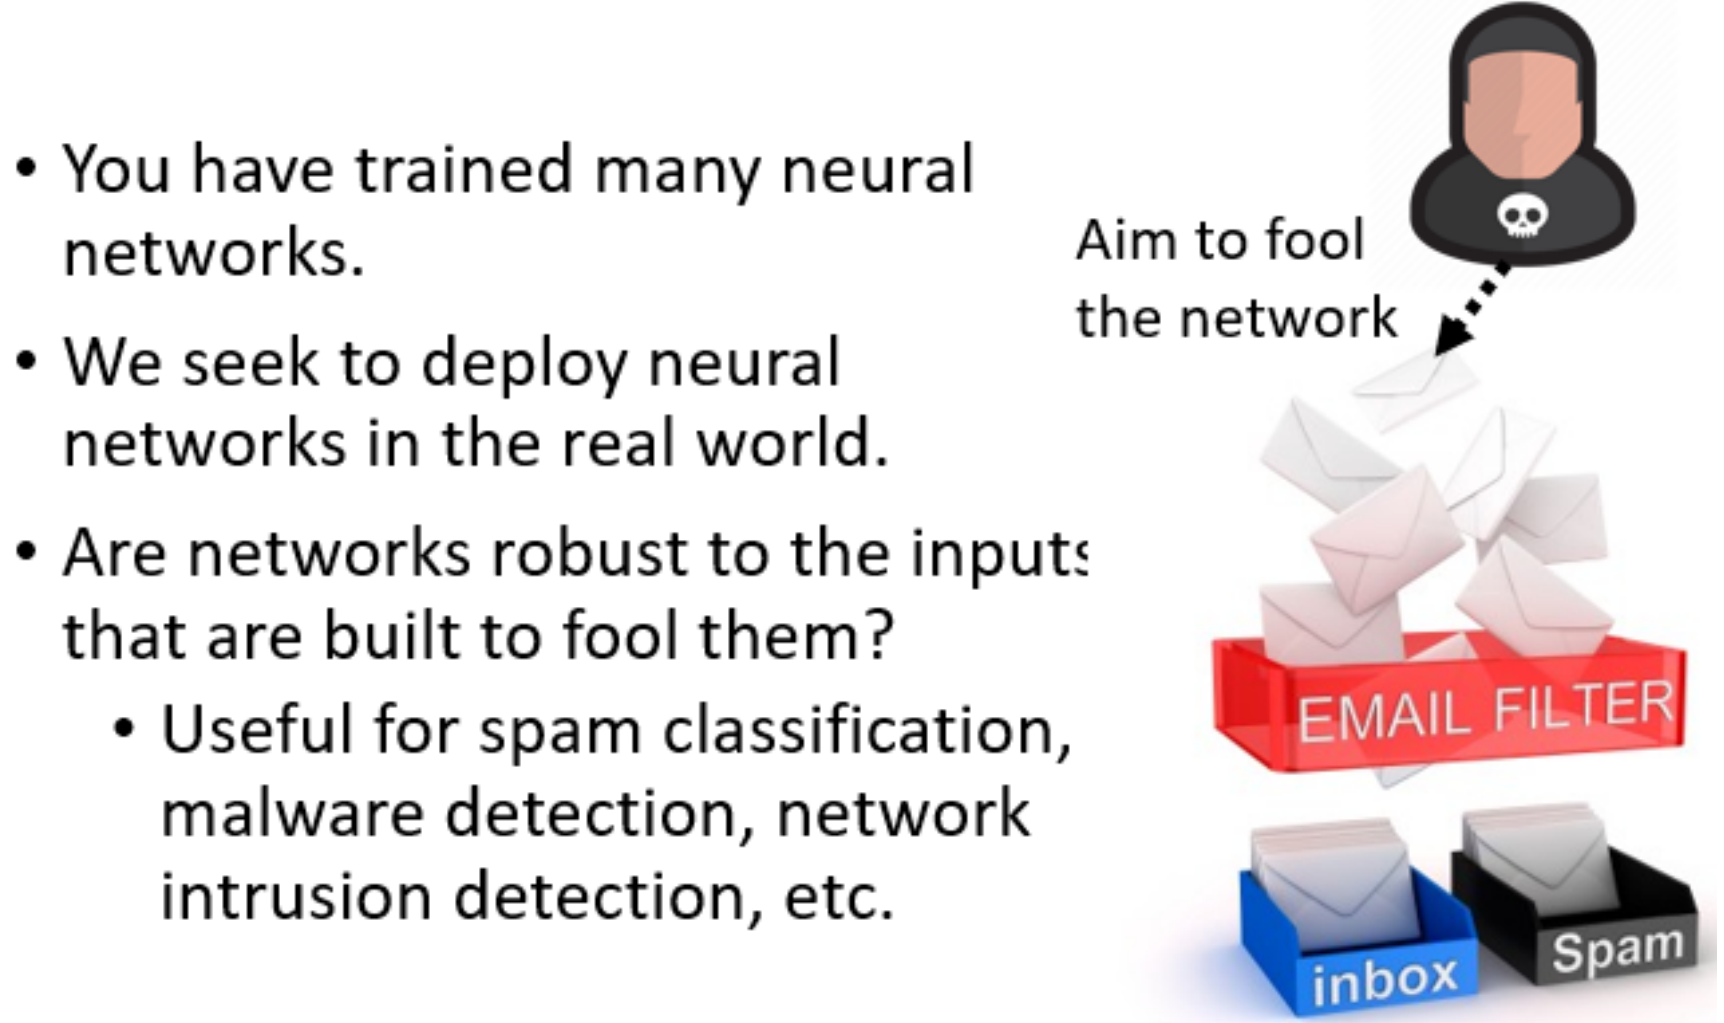 • You have trained many neural
networks.
• We seek to deploy neural
networks in the real world.
• Are networks robust to the inputs
that are built to fool them?
• Useful for spam classification,
malware detection, network
intrusion detection, etc.
Aim to fool
the network
EMAIL FILTER
inbox
Spam